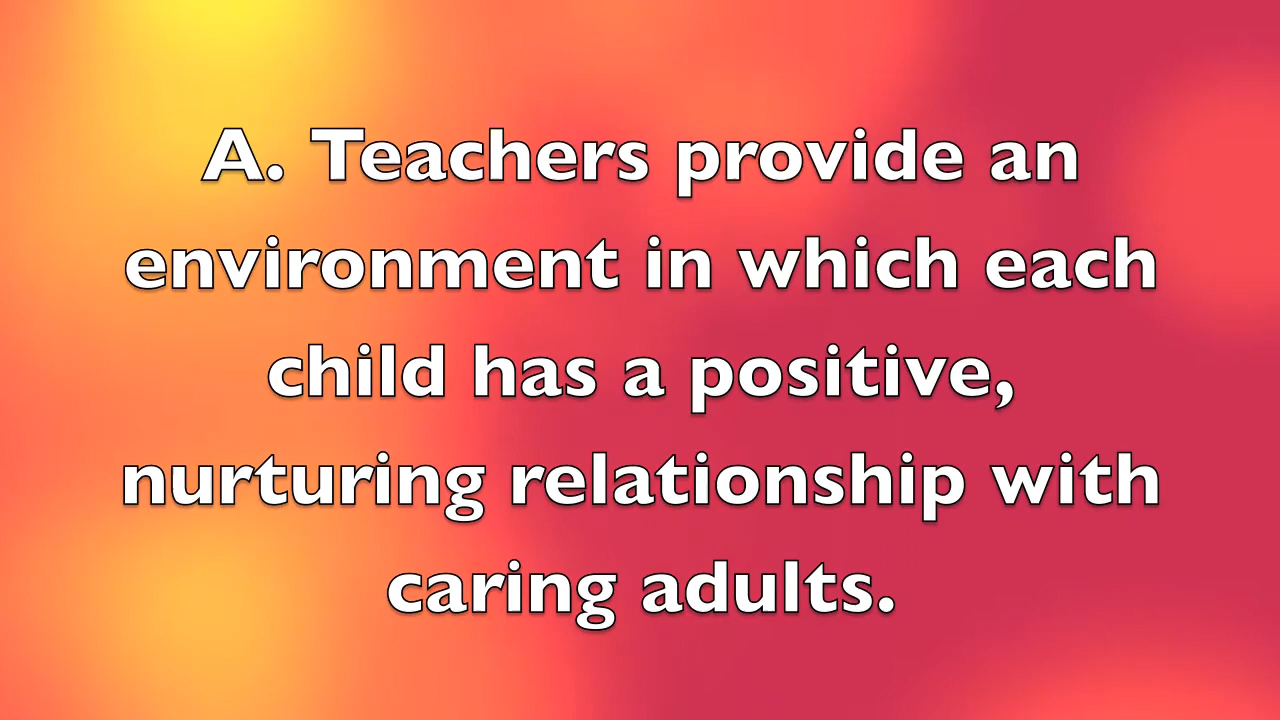 A. Teachers provide an
environment in which each
child has a positive,
nurturing relationship with
caring adults.